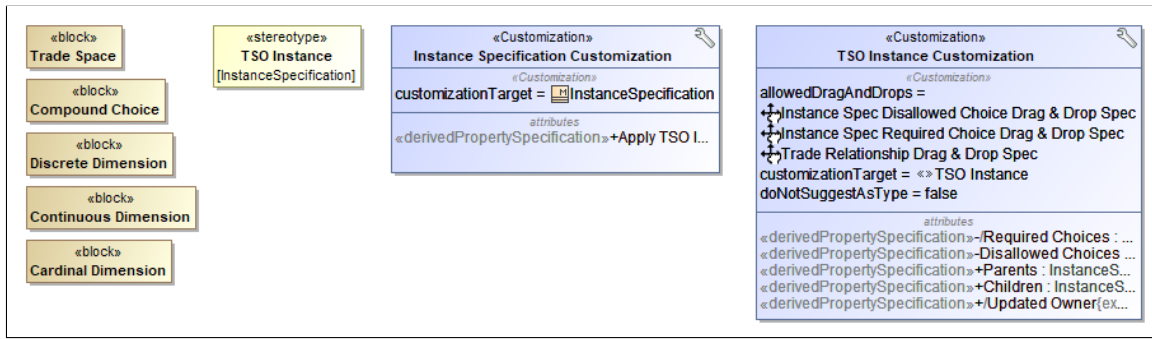 «block»
Trade Space
«block»
Compound Choice
«block»
Discrete Dimension
«block»
Continuous Dimension
«block»
Cardinal Dimension
«stereotype»
TSO Instance
[InstanceSpecification]
«Customization»
Instance Specification Customization
«Customization»
customizationTarget = InstanceSpecification
attributes
«derivedPropertySpecification»+Apply TSO I...
«Customization»
TSO Instance Customization
«Customization»
allowedDragAndDrops =
Instance Spec Disallowed Choice Drag & Drop Spec
Instance Spec Required Choice Drag & Drop Spec
Trade Relationship Drag & Drop Spec
customizationTarget = «»TSO Instance
doNotSuggestAsType = false
attributes
«derivedPropertySpecification»-/Required Choices : ...
«derivedPropertySpecification»-Disallowed Choices ...
«derivedPropertySpecification»+Parents : InstanceS...
«derivedPropertySpecification»+Children : InstanceS...
«derivedPropertySpecification»+/Updated Owner{ex...